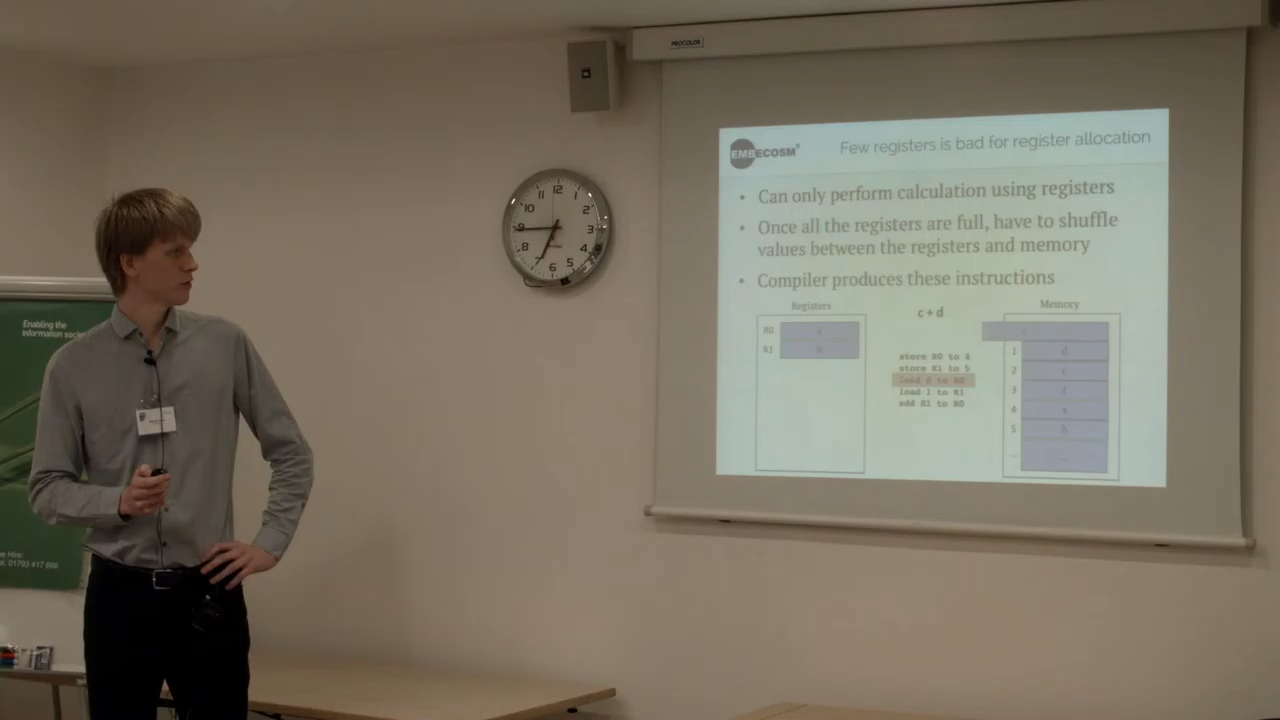 PROCOLOR
EMBECOSM®
Few registers is bad for register allocation
• Can only perform calculation using registers
• Once all the registers are full, have to shuffle
values between the registers and memory
• Compiler produces these instructions
Registers
c+d
Memory
R0 a
R1 b
store R0 to 4
store R1 to 5
load 0 to R0
load 1 to R1
add R1 to R0
1 d
2 e
3 f
4 a
5 b
...
12
11
10
9
8
7
6
5
4
3
2
Enabling the
information